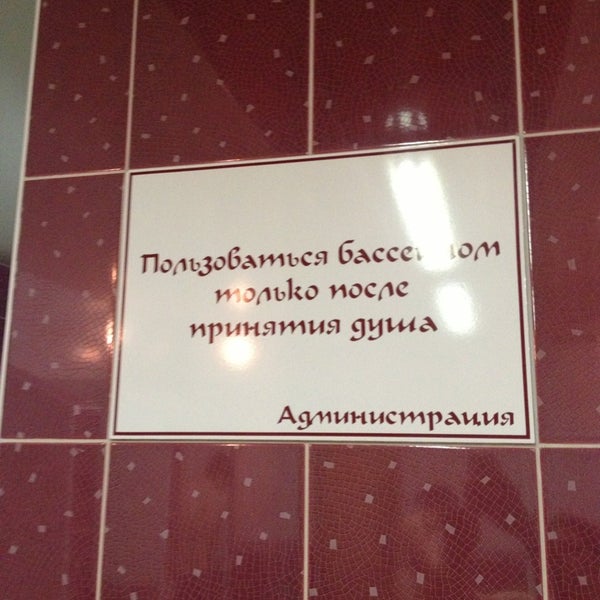 Пользоваться бассейном
только после
принятия душа
Администрация